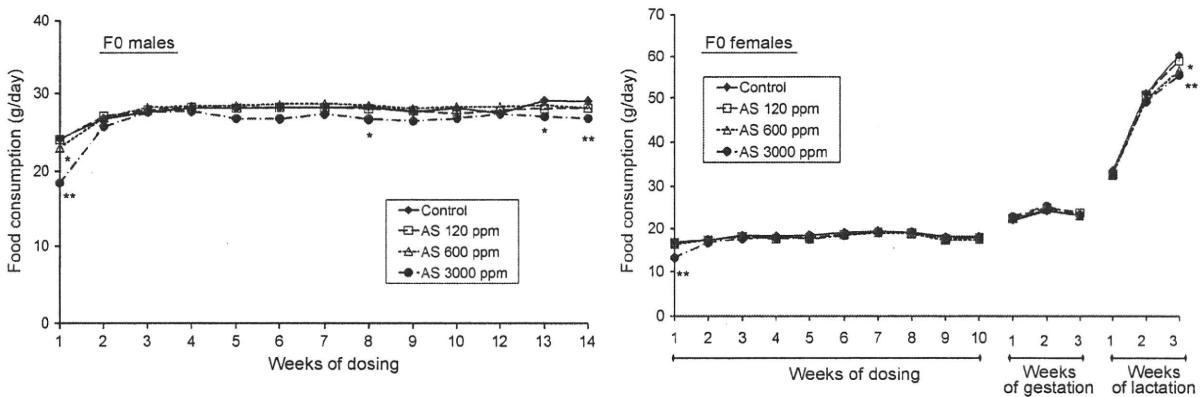 F0 males
Food consumption (g/day)
40
30
20
10
0
*
**
*
*
**
Control
AS 120 ppm
AS 600 ppm
AS 3000 ppm
1 2 3 4 5 6 7 8 9 10 12 13 14
Weeks of dosing
F0 females
Food consumption (g/day)
70
60
50
40
30
20
10
0
Control
AS 120 ppm
AS 600 ppm
AS 3000 ppm
**
*
**
1 2 3 4 5 6 7 8 9 10 1 2 3 1 2 3
Weeks of dosing
Weeks
of gestation
Weeks
of lactation